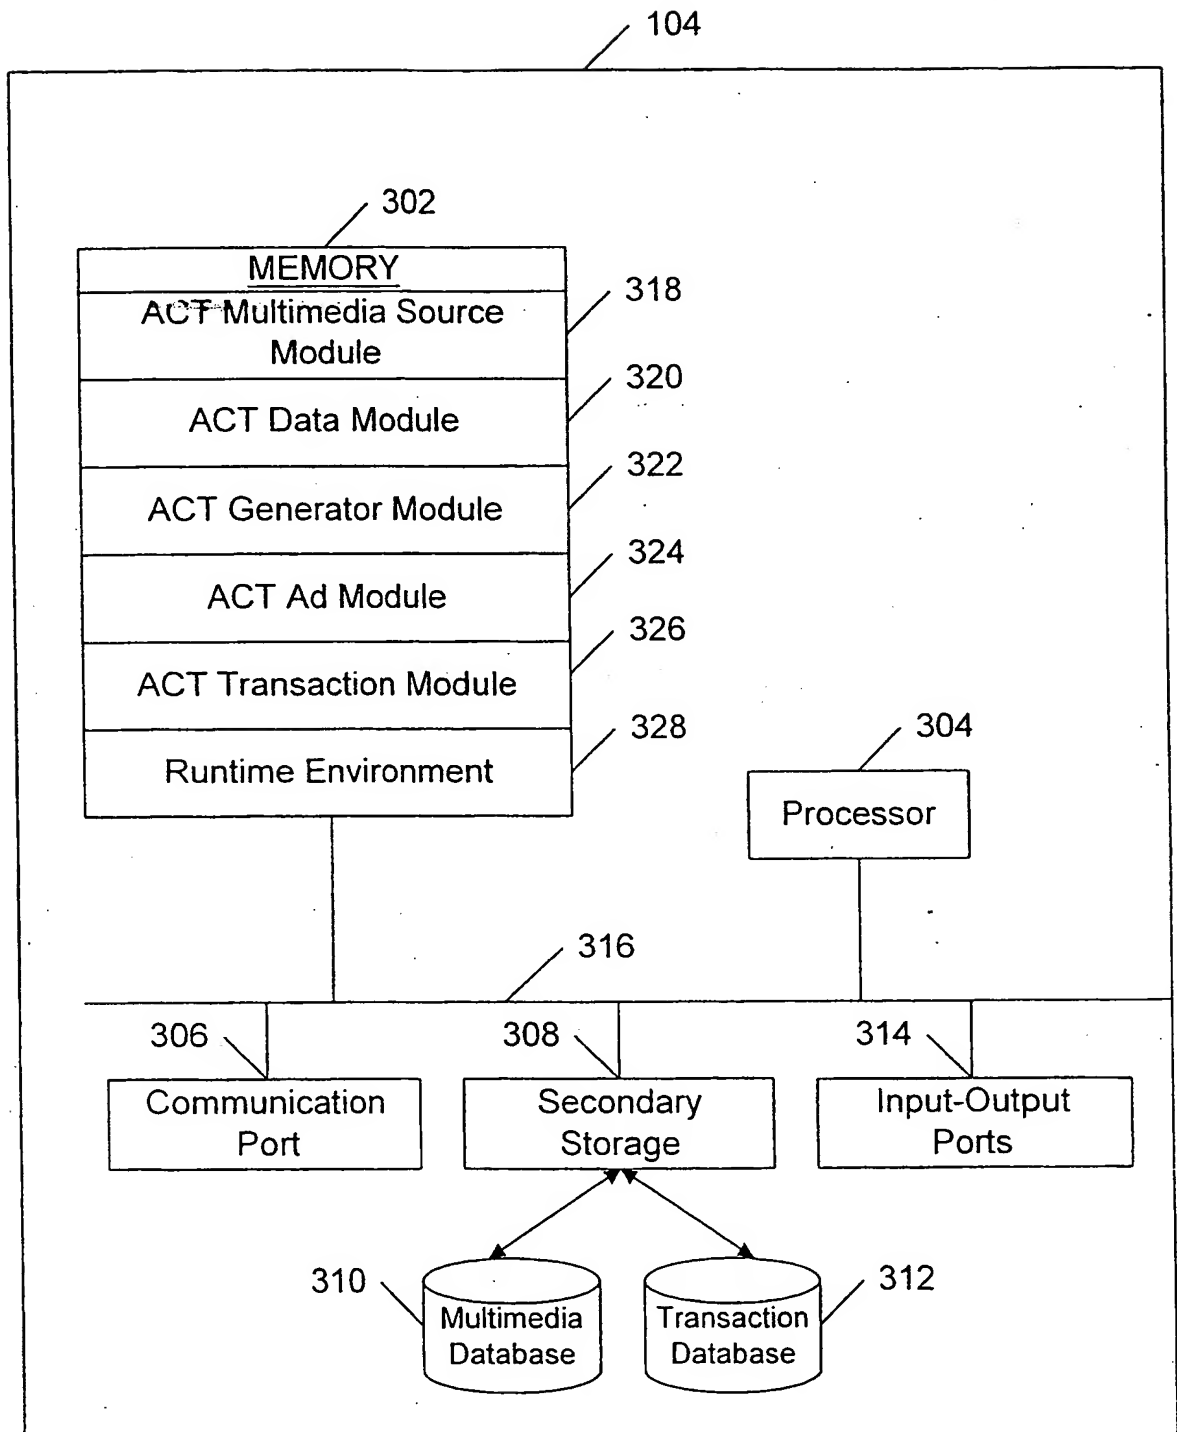 104
302
MEMORY
318
ACT Multimedia Source
Module
320
ACT Data Module
322
ACT Generator Module
324
ACT Ad Module
326
ACT Transaction Module
328
Runtime Environment
304
Processor
316
306
308
314
Communication
Port
Secondary
Storage
Input-Output
Ports
310
Multimedia
Database
Transaction
Database
312